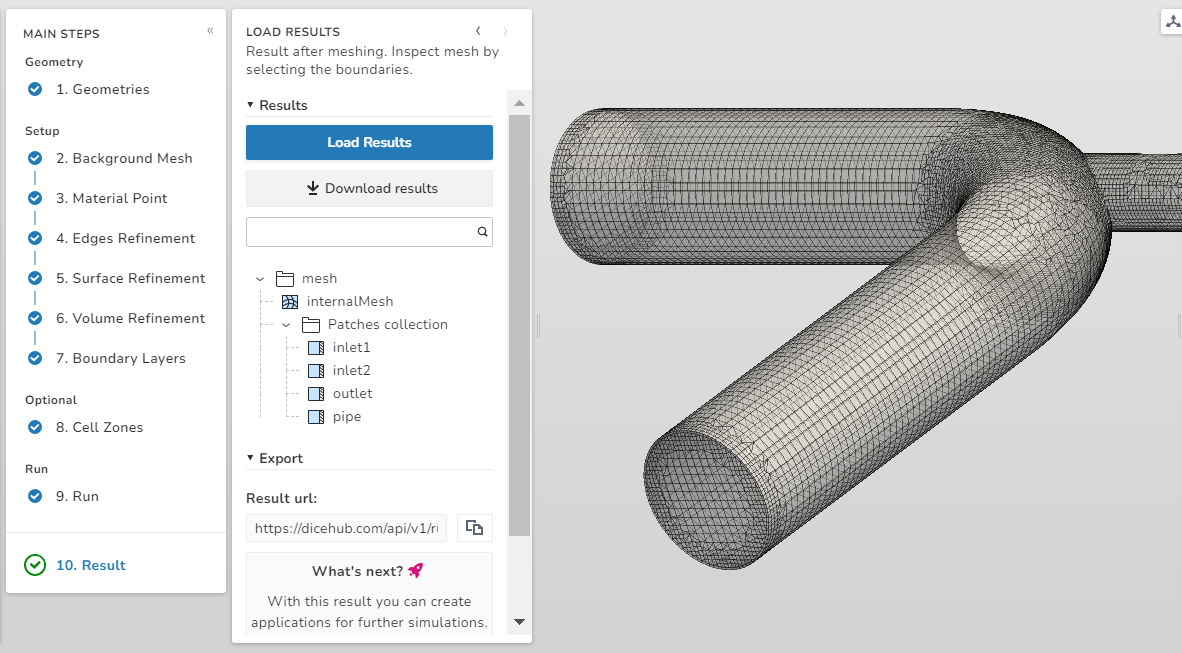 MAIN STEPS
Geometry
1. Geometries
Setup
2. Background Mesh
3. Material Point
4. Edges Refinement
5. Surface Refinement
6. Volume Refinement
7. Boundary Layers
Optional
8. Cell Zones
Run
9. Run
10. Result
LOAD RESULTS
Result after meshing. Inspect mesh by
selecting the boundaries.
Results
Load Results
Download results
mesh
internalMesh
Patches collection
inlet1
inlet2
outlet
pipe
Export
Result url:
https://dicehub.com/api/v1/r
What's next?
With this result you can create
applications for further simulations.